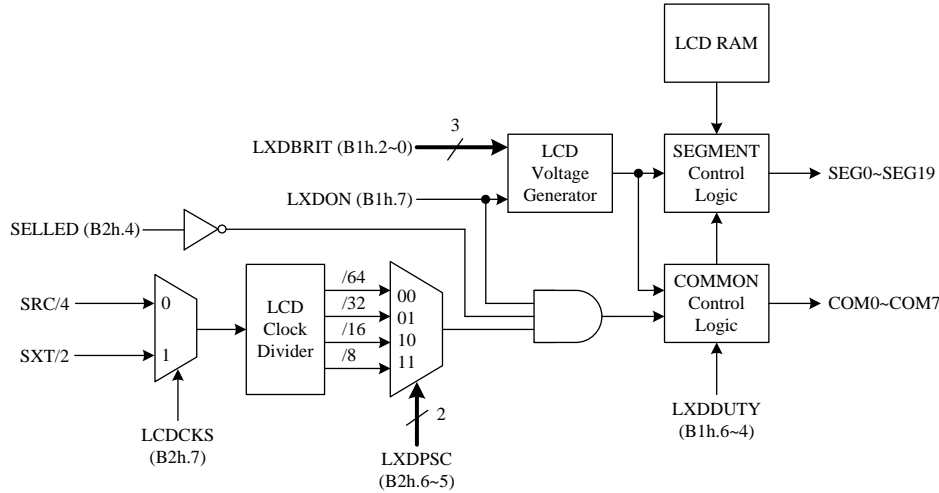 LCD RAM
3
LXDBRIT (B1h.2~0)
LCD
Voltage
Generator
SEGMENT
Control
Logic
SEG0~SEG19
LXDON (B1h.7)
SELLED (B2h.4)
SRC/4
SXT/2
0
1
LCD
Clock
Divider
/64
/32
/16
/8
00
01
10
11
COMMON
Control
Logic
COM0~COM7
2
LCDCKS
(B2h.7)
LXDPSC
(B2h.6~5)
LXDDUTY
(B1h.6~4)